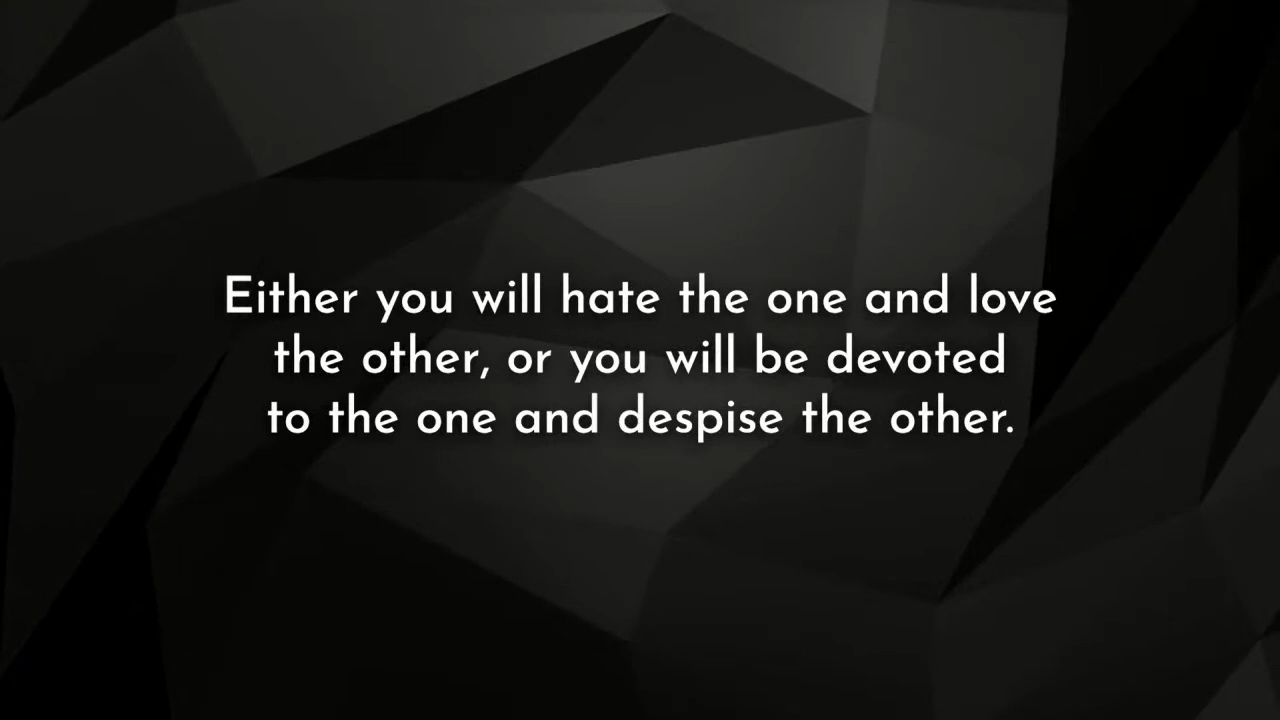 Either you will hate the one and love
the other, or you will be devoted
to the one and despise the other.